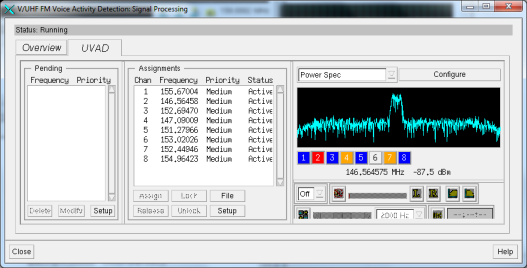 V/UHF FM Voice Activity Detection: Signal Processing
Status: Running
Overview UVAD
Pending
Frequency Priority
Delete Modify Setup
Assignments
Chan Frequency Priority Status
1 155.67004 Medium Active
2 146.56458 Medium Active
3 152.69470 Medium Active
4 147.09009 Medium Active
5 151.27966 Medium Active
6 153.02026 Medium Active
7 152.44946 Medium Active
8 154.96423 Medium Active
Assign Lock File
Release Unlock Setup
Power Spec Configure
1 2 3 4 5 6 7 8
146.564575 MHz -87.5 dBm
Off
2000 Hz
Close Help